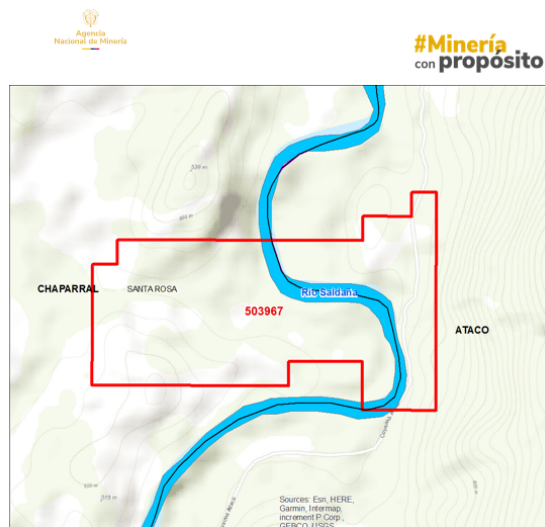 Agencia
Nacional de Minería
#Minería
con propósito
CHAPARRAL
SANTA ROSA
Río Saldaña
503967
ATACO
Sources: Esri, HERE,
Garmin, Intermap,
increment P Corp.,
GEBCO, USGS